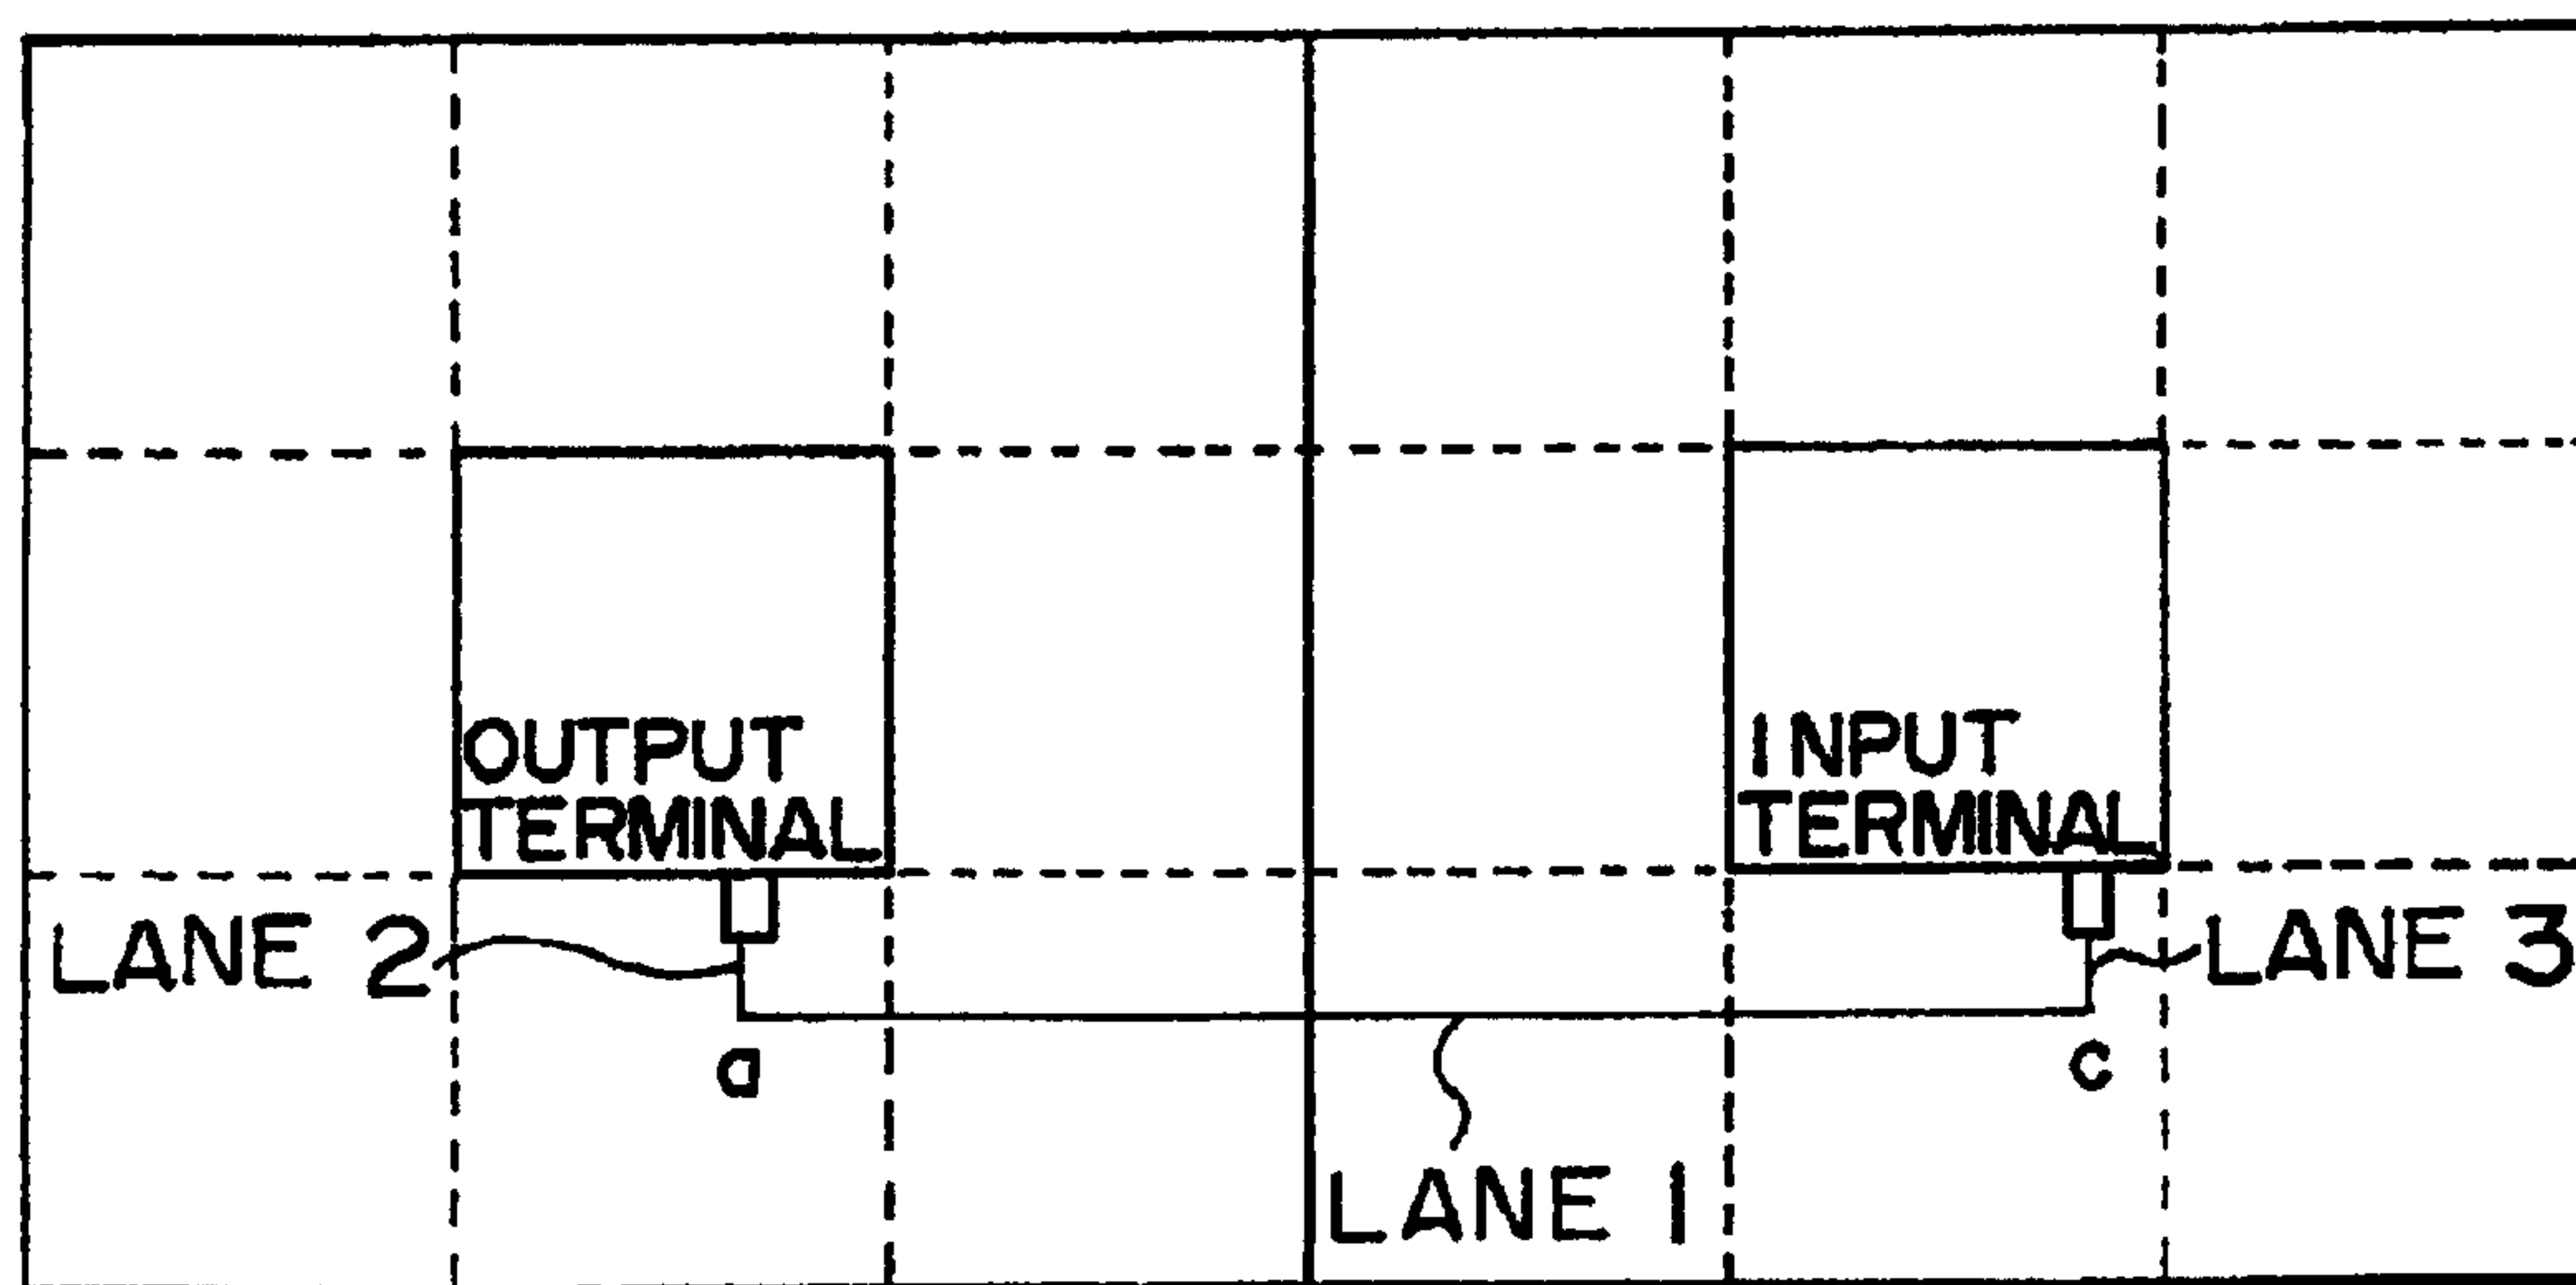 OUTPUT
TERMINAL
INPUT
TERMINAL
LANE 2
LANE 3
a
c
LANE 1